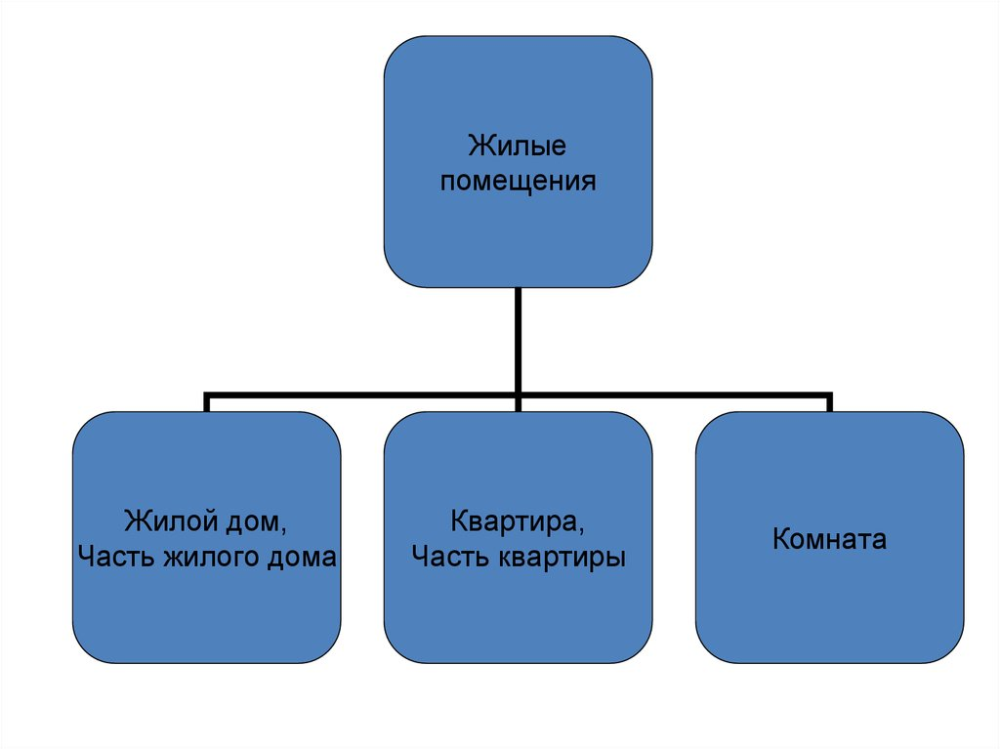 Жилые
помещения
Жилой дом,
Часть жилого дома
Квартира,
Часть квартиры
Комната